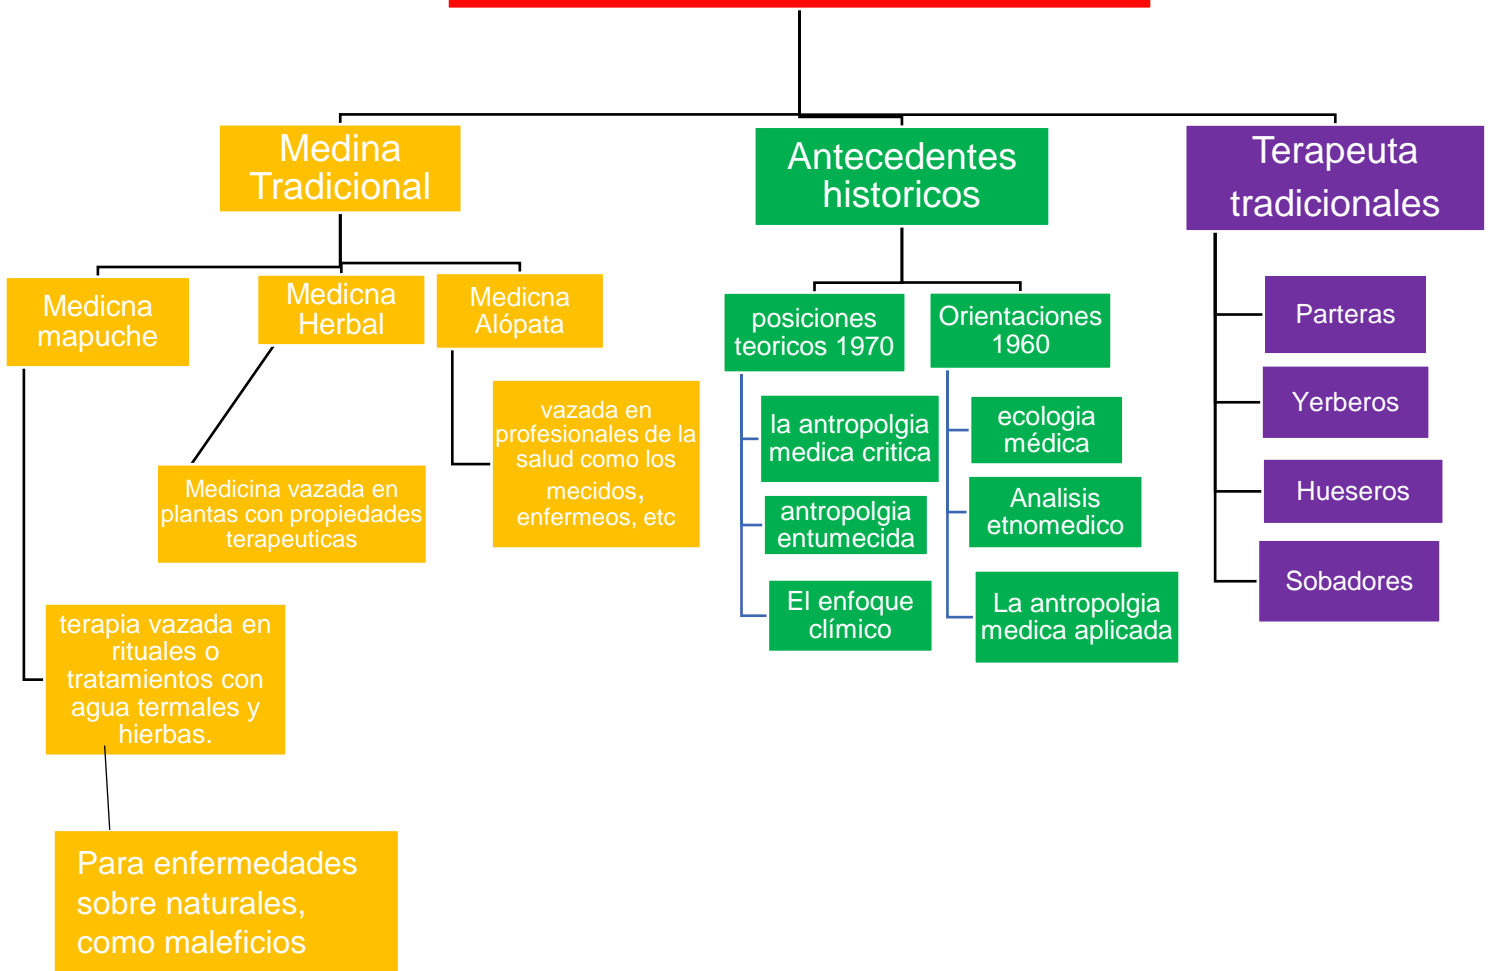 Medina
Tradicional
Antecedentes
historicos
Terapeuta
tradicionales
Medicna
mapuche
Medicna
Herbal
Medicna
Alópata
posiciones
teoricos 1970
Orientaciones
1960
Parteras
Yerberos
Hueseros
Sobadores
vazada en
profesionales de la
salud como los
mecidos,
enfermeos, etc
la antropolgia
medica critica
ecologia
médica
Medicina vazada en
plantas con propiedades
terapeuticas
antropolgia
entumecida
Analisis
etnomedico
El enfoque
clímico
La antropolgia
medica aplicada
terapia vazada en
rituales o
tratamientos con
agua termales y
hierbas.
Para enfermedades
sobre naturales,
como maleficios